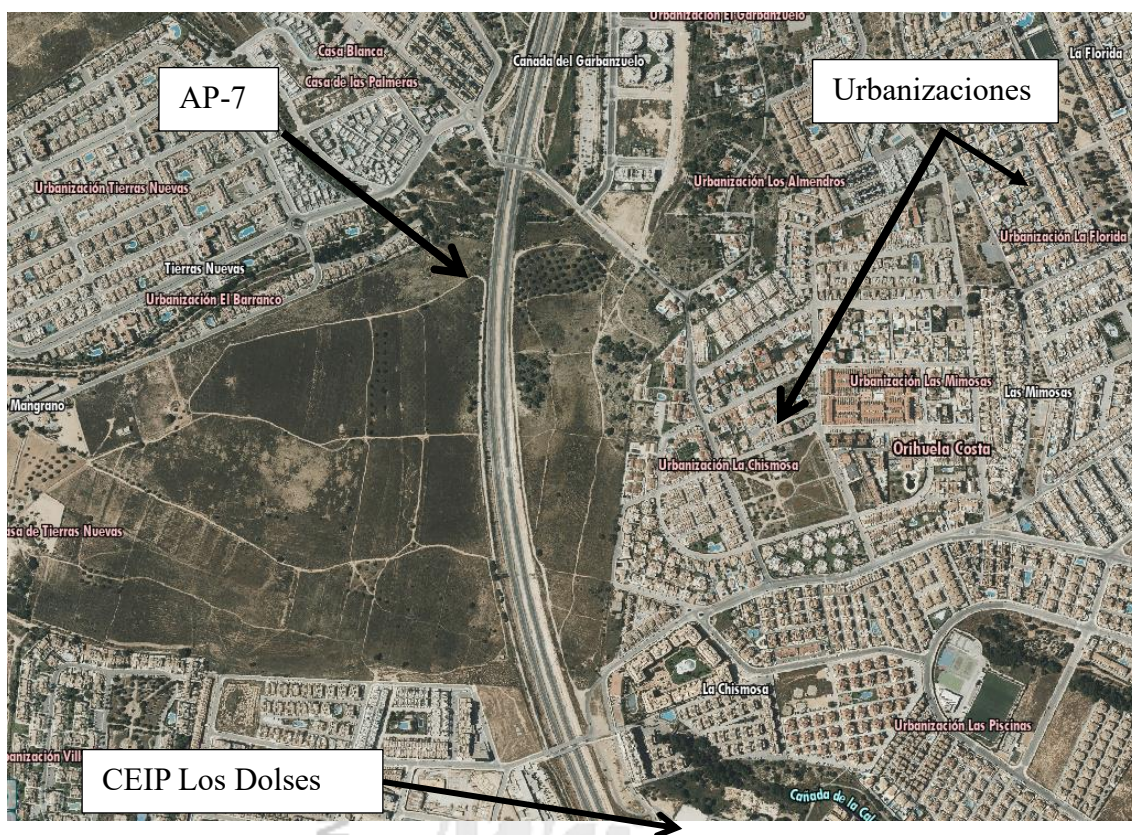 Urbanización El Garbanzuelo
Casa Blanca
Cañada del Garbanzuelo
La Florida
Casa de las Palmeras
AP-7
Urbanizaciones
Urbanización Tierras Nuevas
Urbanización Los Almendros
Urbanización La Florida
Tierras Nuevas
Urbanización El Barranco
Urbanización Las Mimosas
Las Mimosas
Mangrano
Orihuela Costa
Urbanización La Chismosa
asa de Tierras Nuevas
La Chismosa
Urbanización Las Piscinas
banización Vill
CEIP Los Dolses
Cañada de la Cal